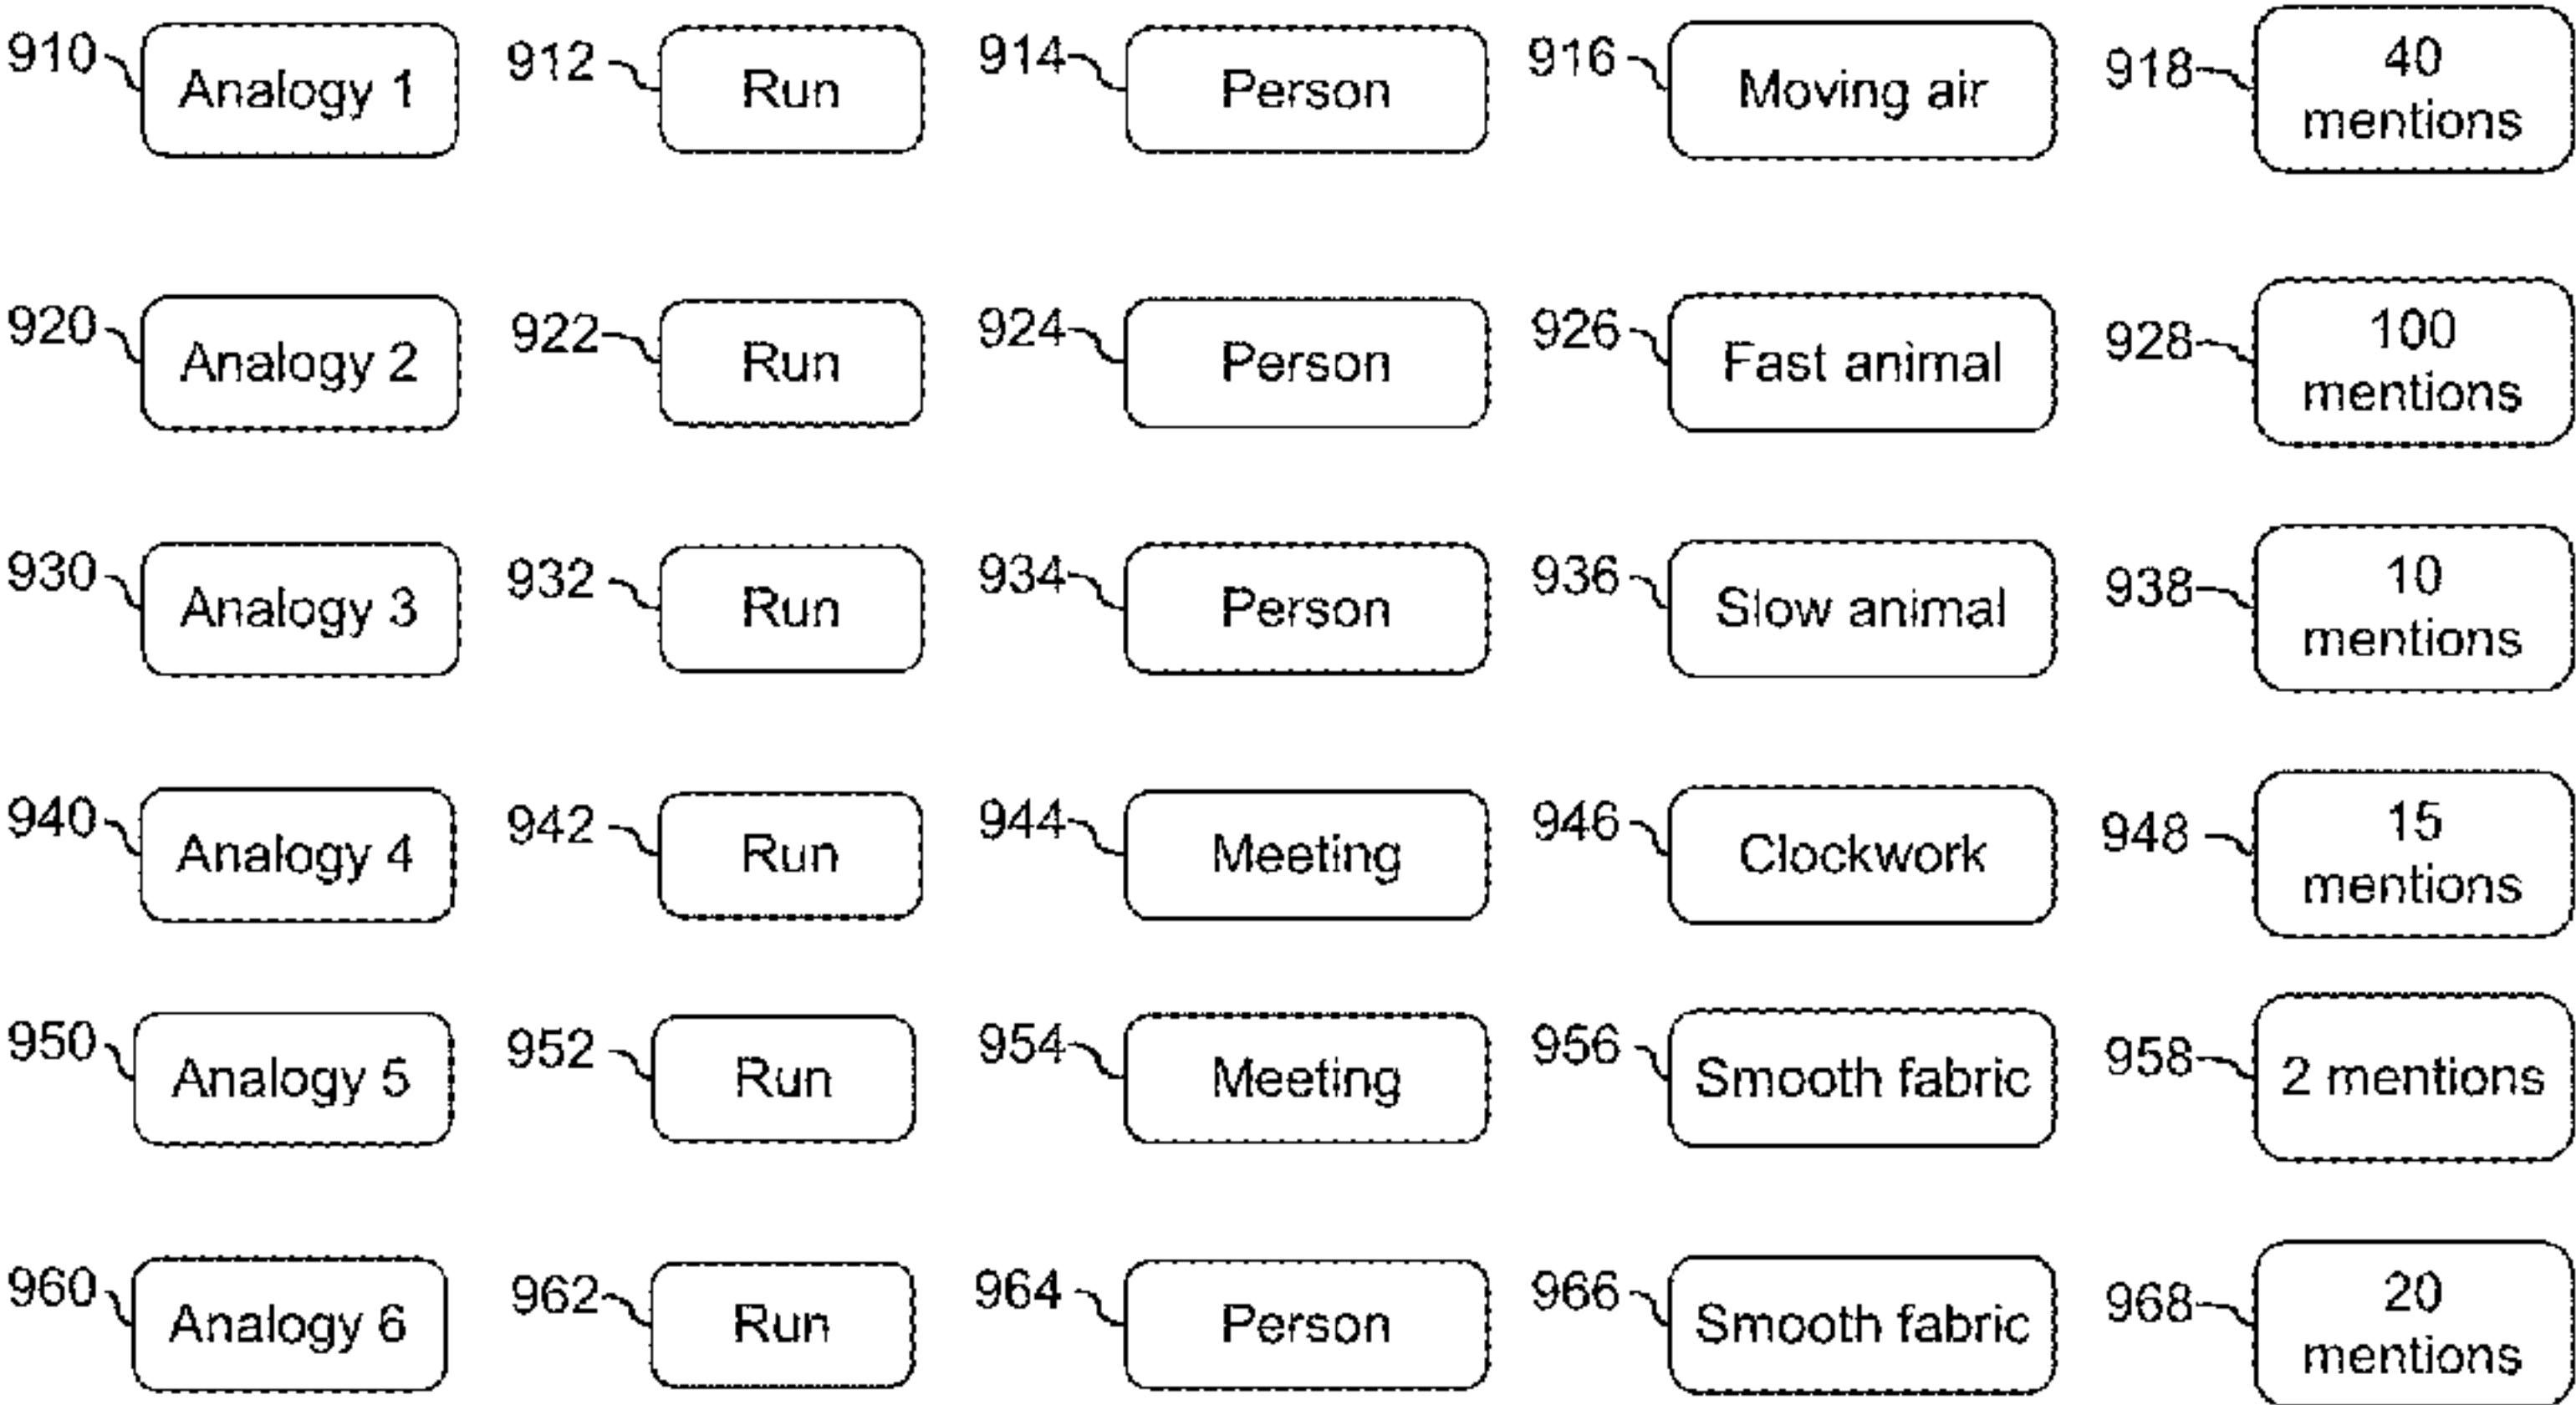 910 Analogy 1 912 Run 914 Person 916 Moving air 918 40
mentions
920 Analogy 2 922 Run 924 Person 926 Fast animal 928 100
mentions
930 Analogy 3 932 Run 934 Person 936 Slow animal 938 10
mentions
940 Analogy 4 942 Run 944 Meeting 946 Clockwork 948 15
mentions
950 Analogy 5 952 Run 954 Meeting 956 Smooth fabric 958 2 mentions
960 Analogy 6 962 Run 964 Person 966 Smooth fabric 968 20
mentions